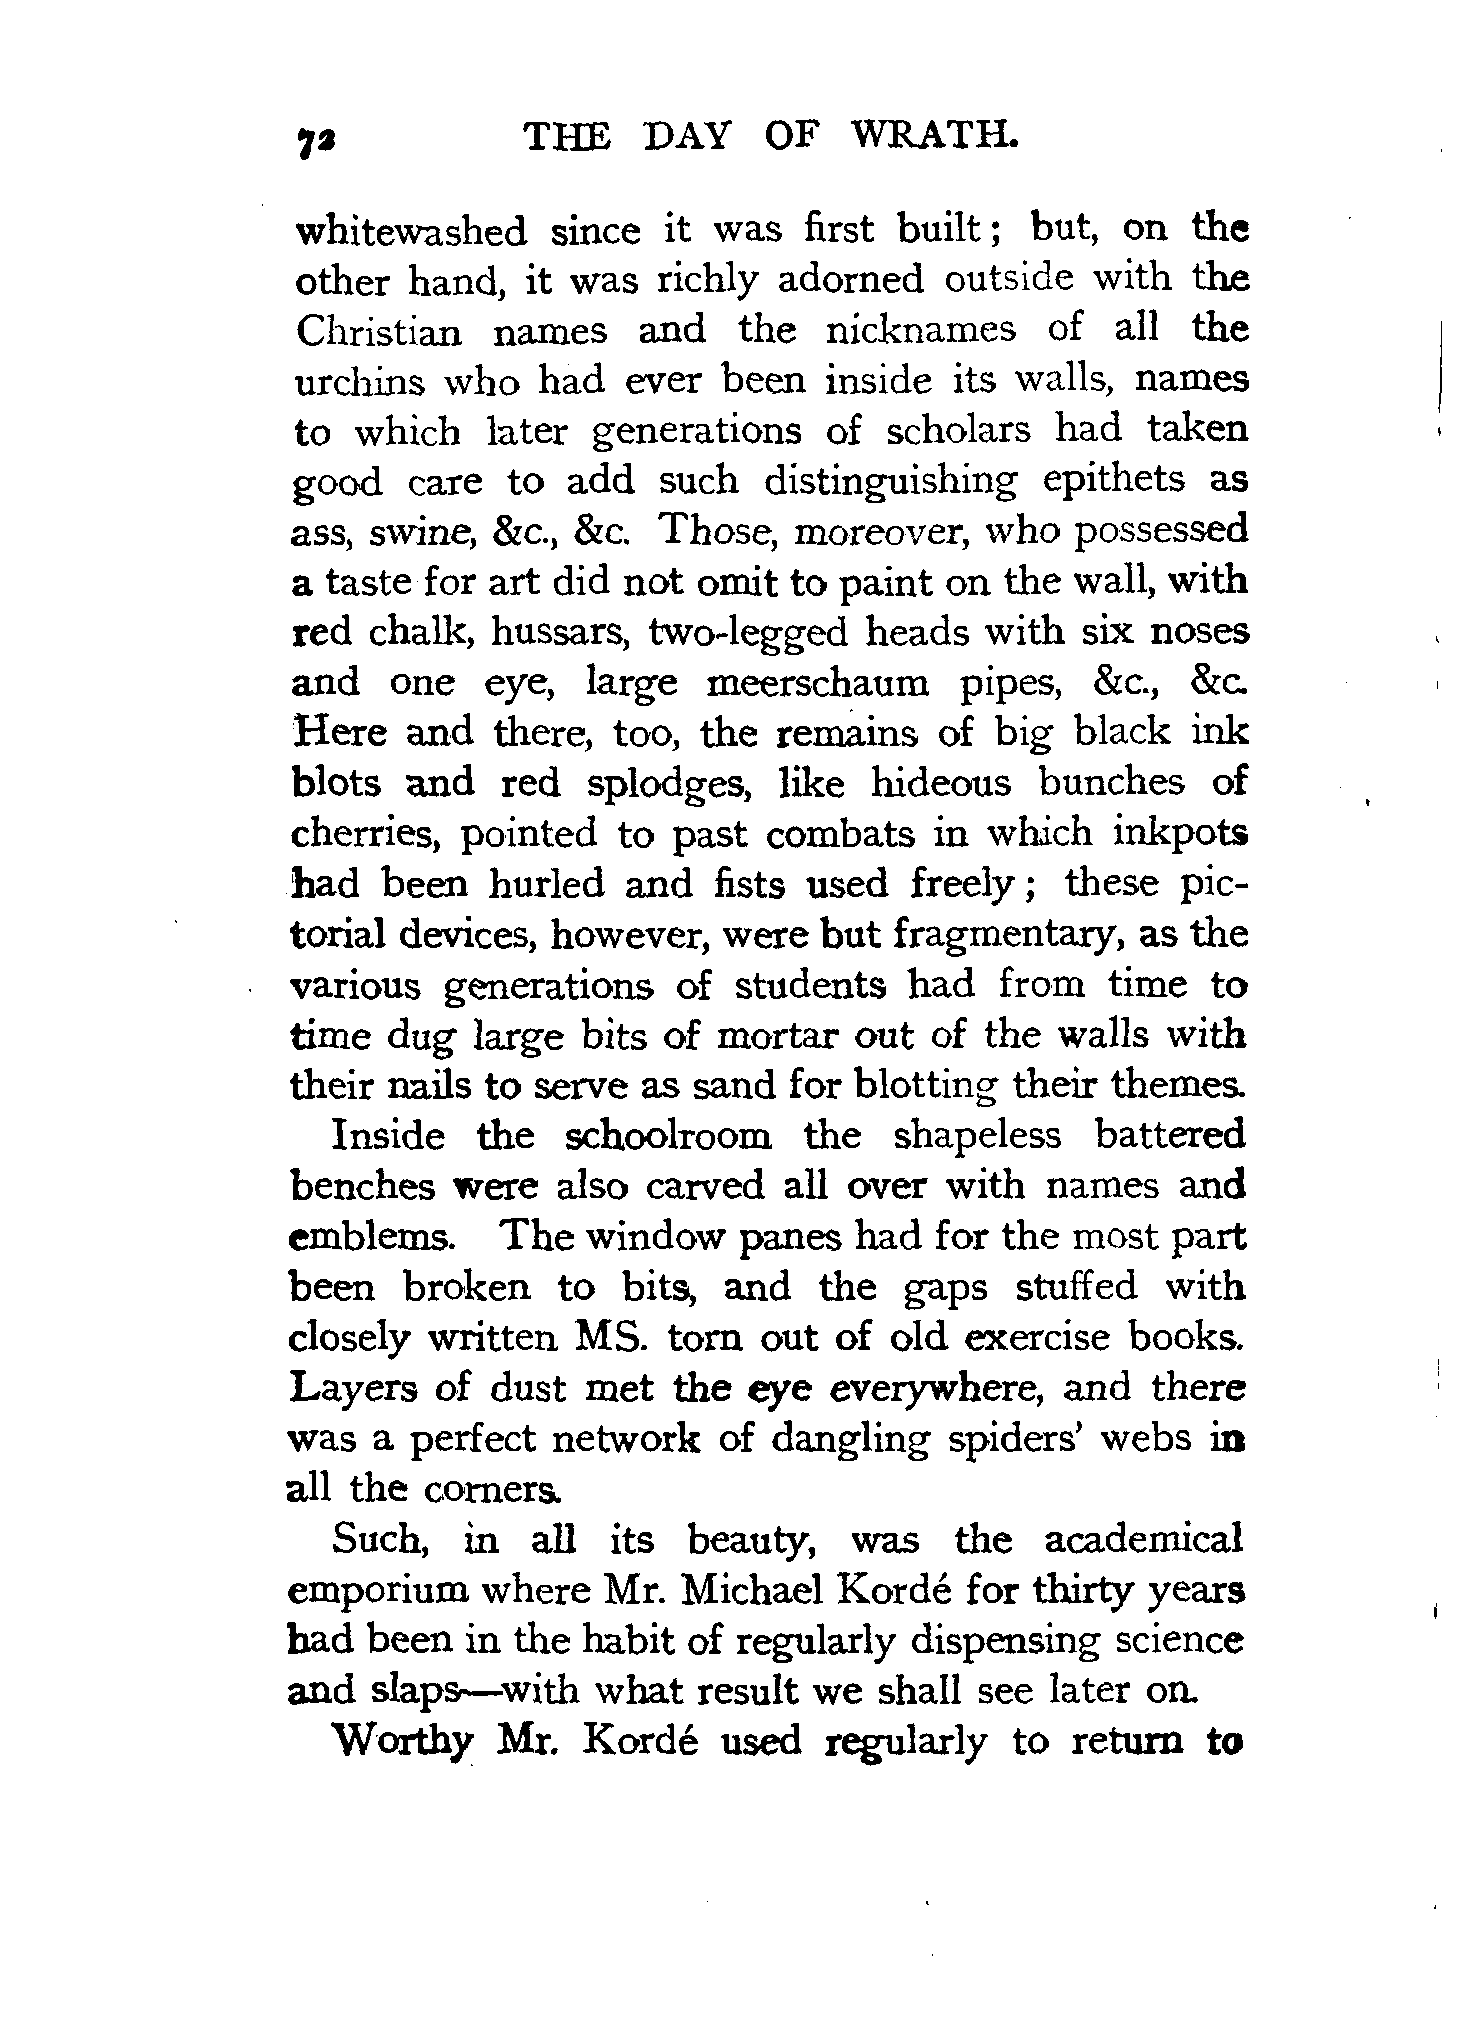 72 THE DAY OF WRATH.
whitewashed since it was first built; but, on the
other hand, it was richly adorned outside with the
Christian names and the nicknames of all the
urchins who had ever been inside its walls, names
to which later generations of scholars had taken
good care to add such distinguishing epithets as
ass, swine, &c., &c. Those, moreover, who possessed
a taste for art did not omit to paint on the wall, with
red chalk, hussars, two-legged heads with six noses
and one eye, large meerschaum pipes, &c., &c.
Here and there, too, the remains of big black ink
blots and red splodges, like hideous bunches of
cherries, pointed to past combats in which inkpots
had been hurled and fists used freely; these pic-
torial devices, however, were but fragmentary, as the
various generations of students had from time to
time dug large bits of mortar out of the walls with
their nails to serve as sand for blotting their themes.
Inside the schoolroom the shapeless battered
benches were also carved all over with names and
emblems. The window panes had for the most part
been broken to bits, and the gaps stuffed with
closely written MS. torn out of old exercise books.
Layers of dust met the eye everywhere, and there
was a perfect network of dangling spiders' webs in
all the corners.
Such, in all its beauty, was the academical
emporium where Mr. Michael Kordé for thirty years
had been in the habit of regularly dispensing science
and slaps—with what result we shall see later on.
Worthy Mr. Kordé used regularly to return to